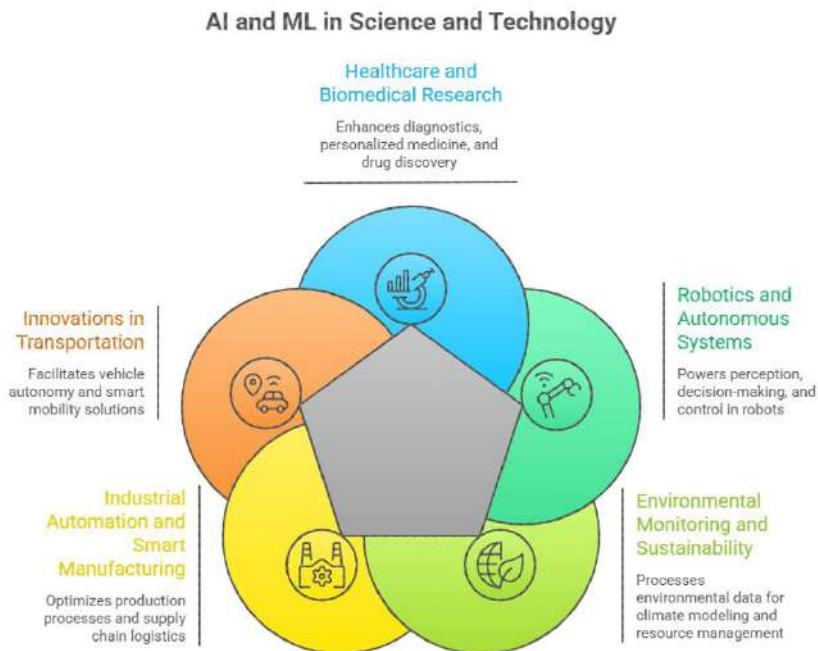 AI and ML in Science and Technology
Healthcare and
Biomedical Research
Enhances diagnostics,
personalized medicine, and
drug discovery
Innovations in
Transportation
Facilitates vehicle
autonomy and smart
mobility solutions
Robotics and
Autonomous
Systems
Powers perception,
decision-making, and
control in robots
Industrial
Automation and
Smart
Manufacturing
Optimizes production
processes and supply
chain logistics
Environmental
Monitoring and
Sustainability
Processes
environmental data for
climate modeling and
resource management